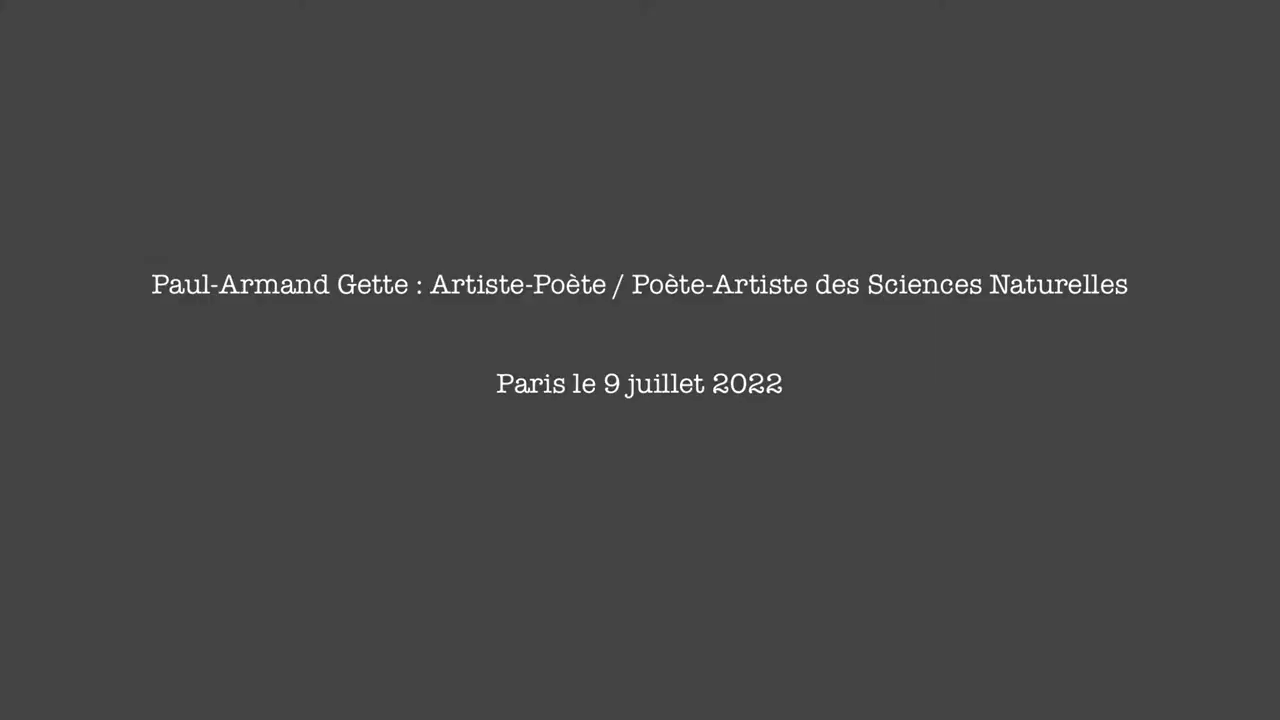 Paul-Armand Gette : Artiste-Poète / Poète-Artiste des Sciences Naturelles
Paris le 9 juillet 2022